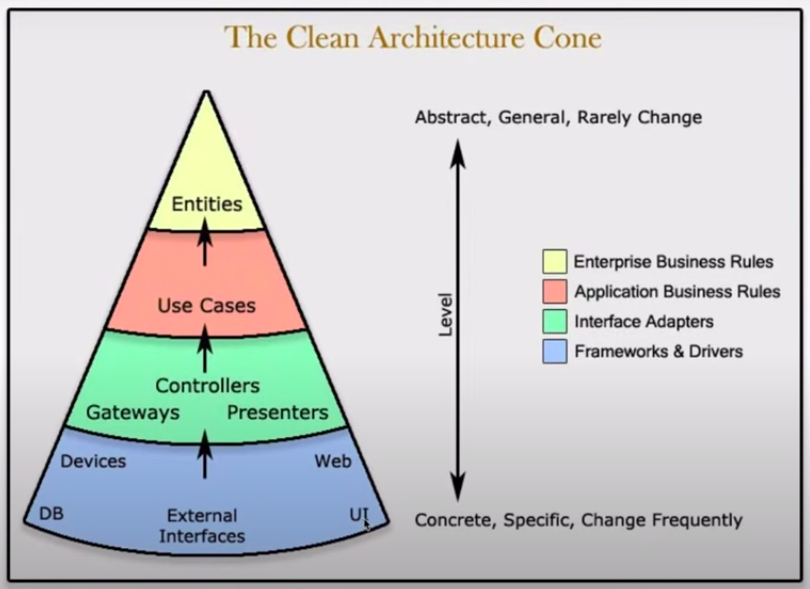 The Clean Architecture Cone
Abstract, General, Rarely Change
Entities
Use Cases
Controllers
Gateways Presenters
Devices Web
DB UI
External
Interfaces
Level
Enterprise Business Rules
Application Business Rules
Interface Adapters
Frameworks & Drivers
Concrete, Specific, Change Frequently